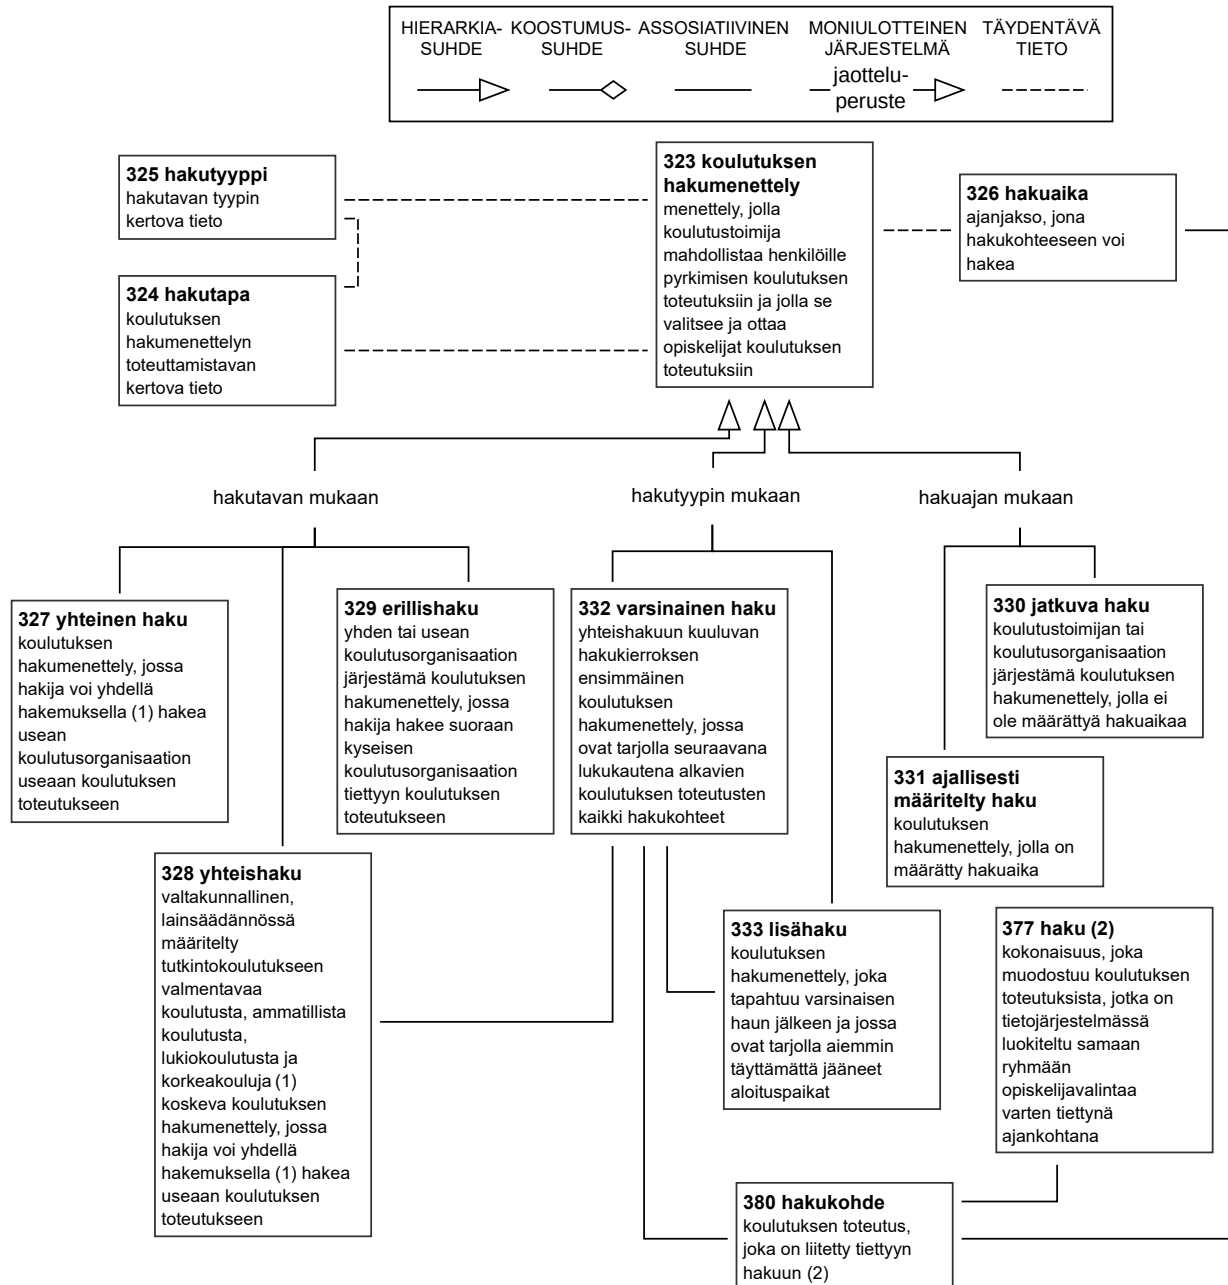 HIERARKIA-
SUHDE
KOOSTUMUS-
SUHDE
ASSOSIATIIVINEN
SUHDE
MONIULOTTEINEN
JÄRJESTELMÄ
jaottelu-
peruste
TÄYDENTÄVÄ
TIETO
325 hakutyyppi
hakutavan tyypin
kertova tieto
324 hakutapa
koulutuksen
hakumenettelyn
toteuttamistavan
kertova tieto
323 koulutuksen
hakumenettely
menettely, jolla
koulutustoimija
mahdollistaa henkilöille
pyrkimisen koulutuksen
toteutuksiin ja jolla se
valitsee ja ottaa
opiskelijat koulutuksen
toteutuksiin
326 hakuaika
ajanjakso, jona
hakukohteeseen voi
hakea
hakutavan mukaan
hakutyypin mukaan
hakuajan mukaan
327 yhteinen haku
koulutuksen
hakumenettely, jossa
hakija voi yhdellä
hakemuksella (1) hakea
usean
koulutusorganisaation
useaan koulutuksen
toteutukseen
329 erillishaku
yhden tai usean
koulutusorganisaation
järjestämä koulutuksen
hakumenettely, jossa
hakija hakee suoraan
kyseisen
koulutusorganisaation
tiettyyn koulutuksen
toteutukseen
332 varsinainen haku
yhteishakuun kuuluvan
hakukierroksen
ensimmäinen
koulutuksen
hakumenettely, jossa
ovat tarjolla seuraavana
lukukautena alkavien
koulutuksen toteutusten
kaikki hakukohteet
330 jatkuva haku
koulutustoimijan tai
koulutusorganisaation
järjestämä koulutuksen
hakumenettely, jolla ei
ole määrättyä hakuaikaa
331 ajallisesti
määritelty haku
koulutuksen
hakumenettely, jolla on
määrätty hakuaika
328 yhteishaku
valtakunnallinen,
lainsäädännössä
määritelty
tutkintokoulutukseen
valmentavaa
koulutusta, ammatillista
koulutusta,
lukiokoulutusta ja
korkeakouluja (1)
koskeva koulutuksen
hakumenettely, jossa
hakija voi yhdellä
hakemuksella (1) hakea
useaan koulutuksen
toteutukseen
333 lisähaku
koulutuksen
hakumenettely, joka
tapahtuu varsinaisen
haun jälkeen ja jossa
ovat tarjolla aiemmin
täyttämättä jääneet
aloituspaikat
377 haku (2)
kokonaisuus, joka
muodostuu koulutuksen
toteutuksista, jotka on
tietojärjestelmässä
luokiteltu samaan
ryhmään
opiskelijavalintaa
varten tiettynä
ajankohtana
380 hakukohde
koulutuksen toteutus,
joka on liitetty tiettyyn
hakuun (2)